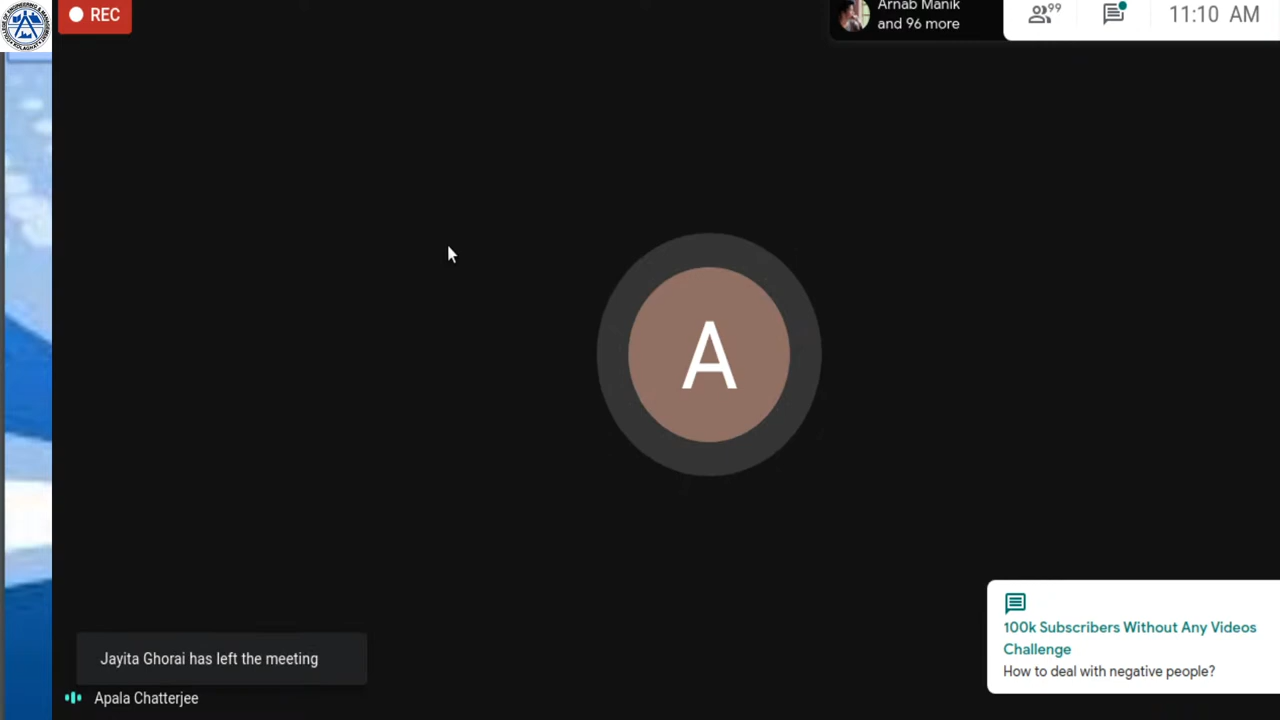 REC
Arnab Manik
and 96 more
99
11:10 AM
A
Jayita Ghorai has left the meeting
Apala Chatterjee
100k Subscribers Without Any Videos
Challenge
How to deal with negative people?